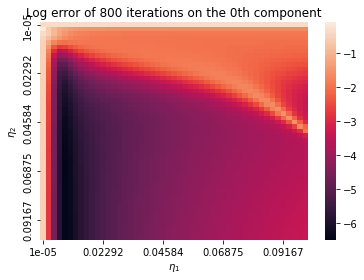 Log error of 800 iterations on the 0th component
1e-05
0.02292
0.04584
0.06875
0.09167
η₂
1e-05 0.02292 0.04584 0.06875 0.09167
η₁
−1
−2
−3
−4
−5
−6